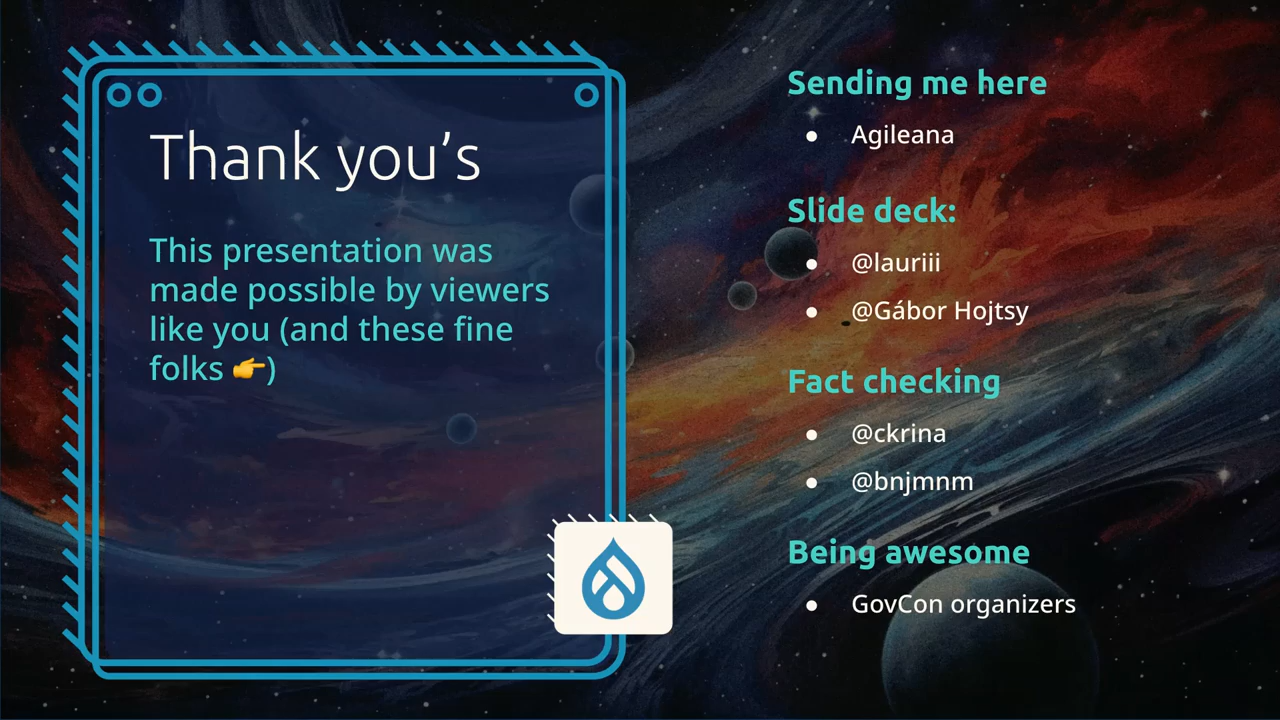 Thank you’s
This presentation was
made possible by viewers
like you (and these fine
folks 👉)
Sending me here
● Agileana
Slide deck:
● @lauriii
● @Gábor Hojtsy
Fact checking
● @ckrina
● @bnjmnm
Being awesome
● GovCon organizers